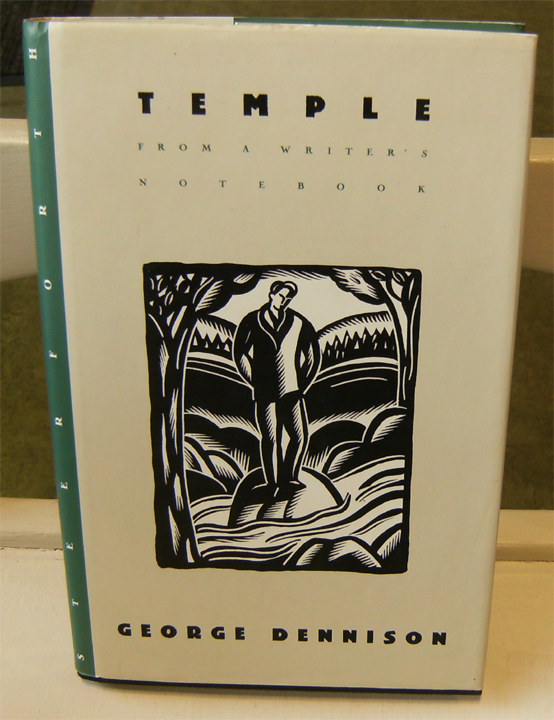 TEMPLE
FROM A WRITER'S
NOTEBOOK
GEORGE DENNISON
STEERFORTH